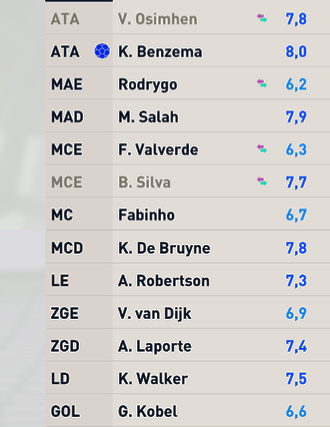 ATA V. Osimhen 7,8
ATA K. Benzema 8,0
MAE Rodrygo 6,2
MAD M. Salah 7,9
MCE F. Valverde 6,3
MCE B. Silva 7,7
MC Fabinho 6,7
MCD K. De Bruyne 7,8
LE A. Robertson 7,3
ZGE V. van Dijk 6,9
ZGD A. Laporte 7,4
LD K. Walker 7,5
GOL G. Kobel 6,6